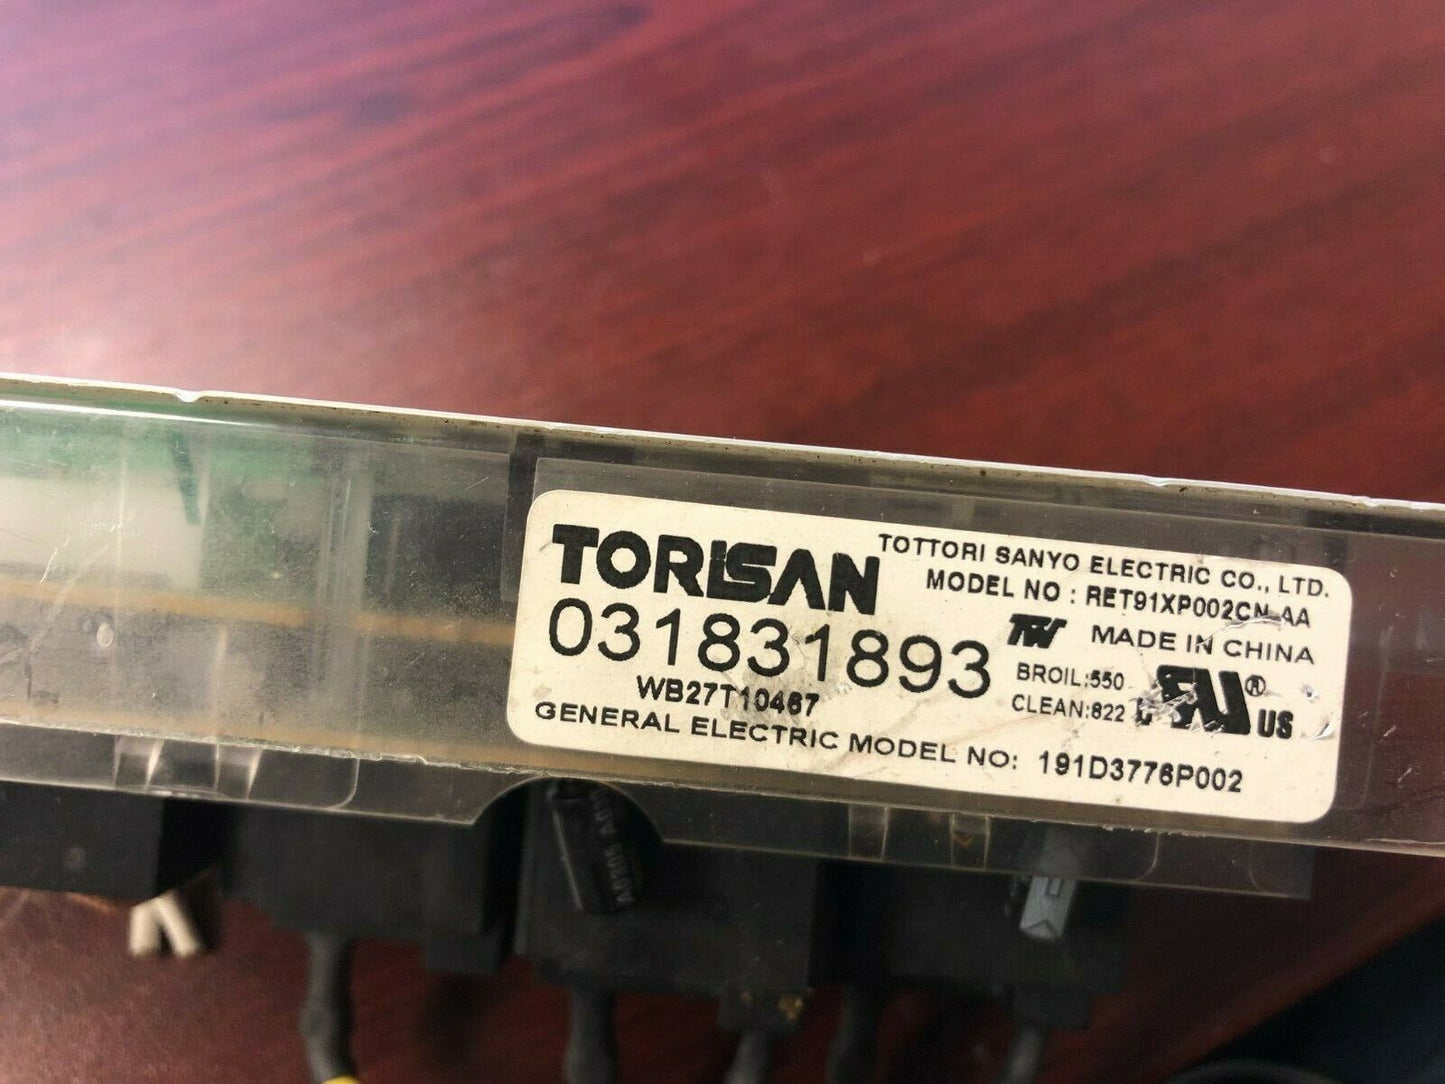 TORISAN
TOTTORI SANYO ELECTRIC CO., LTD.
MODEL NO : RET91XP002CN-AA
031831893
MADE IN CHINA
WB27T10467
BROIL:550
CLEAN:822
US
GENERAL ELECTRIC MODEL NO: 191D3776P002